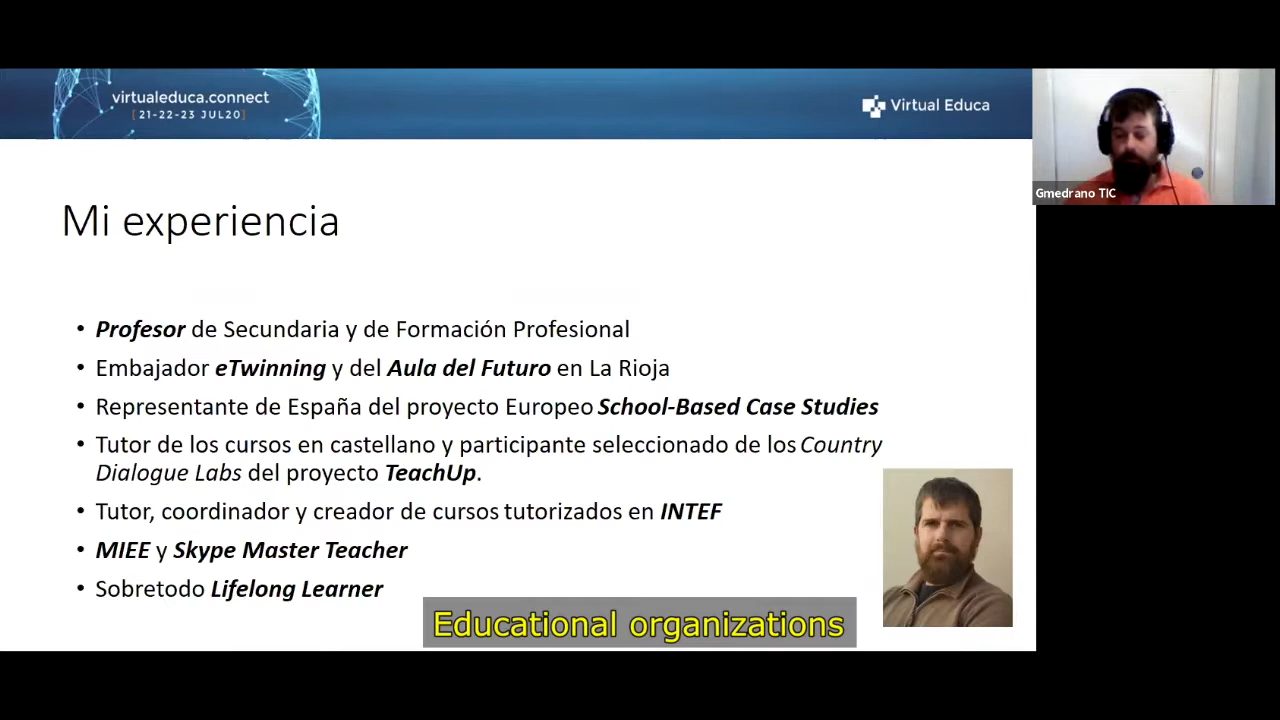 virtualeduca.connect
[21-22-23 JUL20]
Virtual Educa
Gmedrano TIC
Mi experiencia
• Profesor de Secundaria y de Formación Profesional
• Embajador eTwinning y del Aula del Futuro en La Rioja
• Representante de España del proyecto Europeo School-Based Case Studies
• Tutor de los cursos en castellano y participante seleccionado de los Country
Dialogue Labs del proyecto TeachUp.
• Tutor, coordinador y creador de cursos tutorizados en INTEF
• MIEE y Skype Master Teacher
• Sobretodo Lifelong Learner
Educational organizations